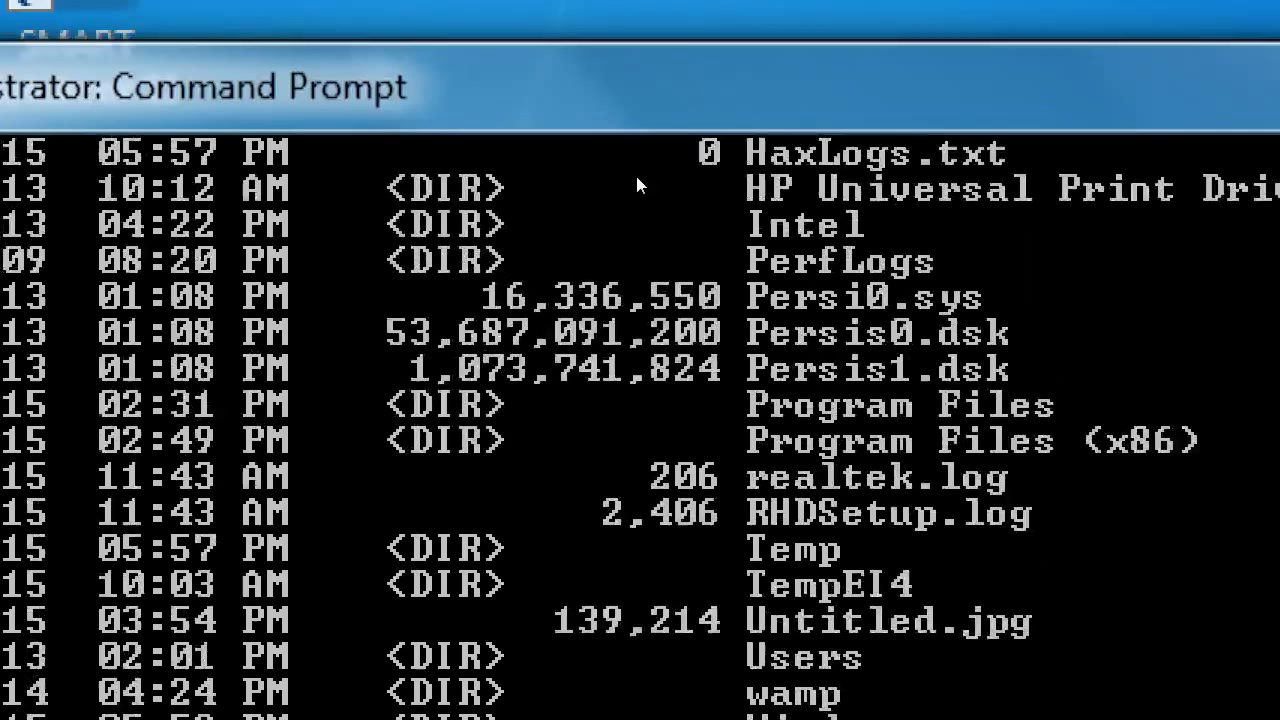 SMART
strator: Command Prompt
15 05:57 PM 0 HaxLogs.txt
13 10:12 AM <DIR> HP Universal Print Driv
13 04:22 PM <DIR> Intel
09 08:20 PM <DIR> PerfLogs
13 01:08 PM 16,336,550 Persi0.sys
13 01:08 PM 53,687,091,200 Persis0.dsk
13 01:08 PM 1,073,741,824 Persis1.dsk
15 02:31 PM <DIR> Program Files
15 02:49 PM <DIR> Program Files (x86)
15 11:43 AM 206 realtek.log
15 11:43 AM 2,406 RHDSetup.log
15 05:57 PM <DIR> Temp
15 10:03 AM <DIR> TempEI4
15 03:54 PM 139,214 Untitled.jpg
13 02:01 PM <DIR> Users
14 04:24 PM <DIR> wamp